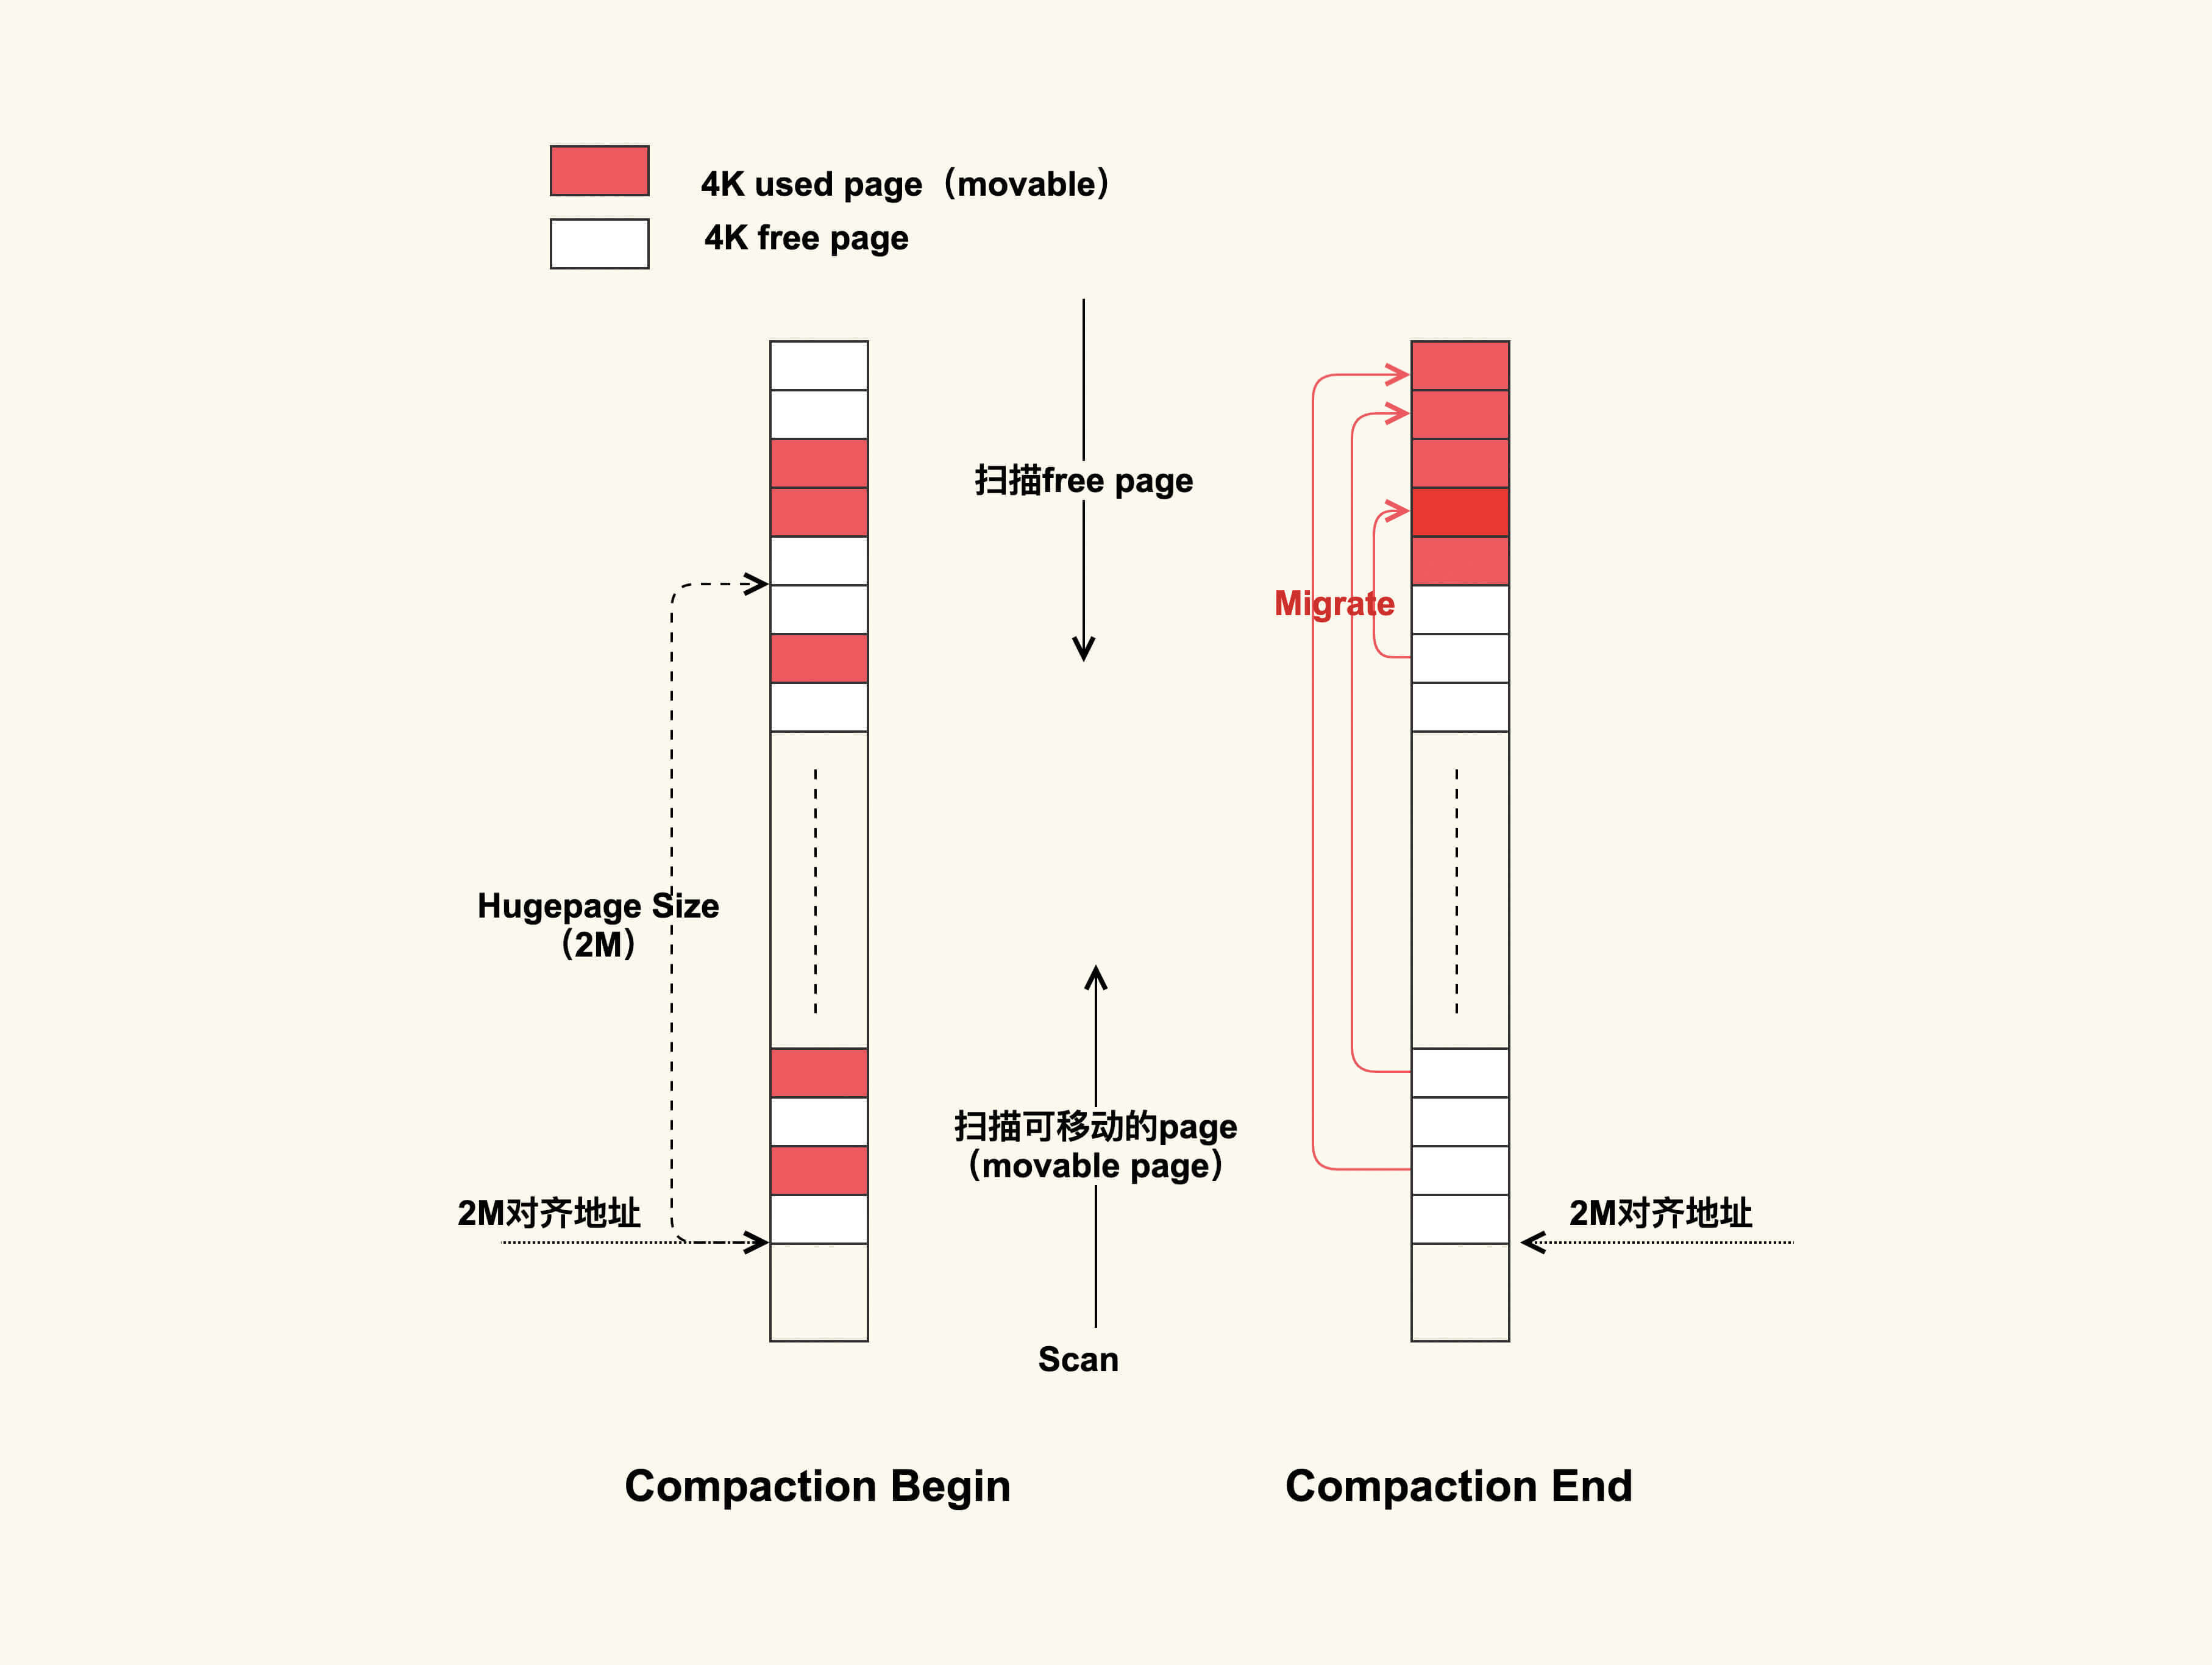 4K used page（movable）
4K free page
扫描free page
Migrate
Hugepage Size
（2M）
扫描可移动的page
（movable page）
2M对齐地址
2M对齐地址
Scan
Compaction Begin
Compaction End